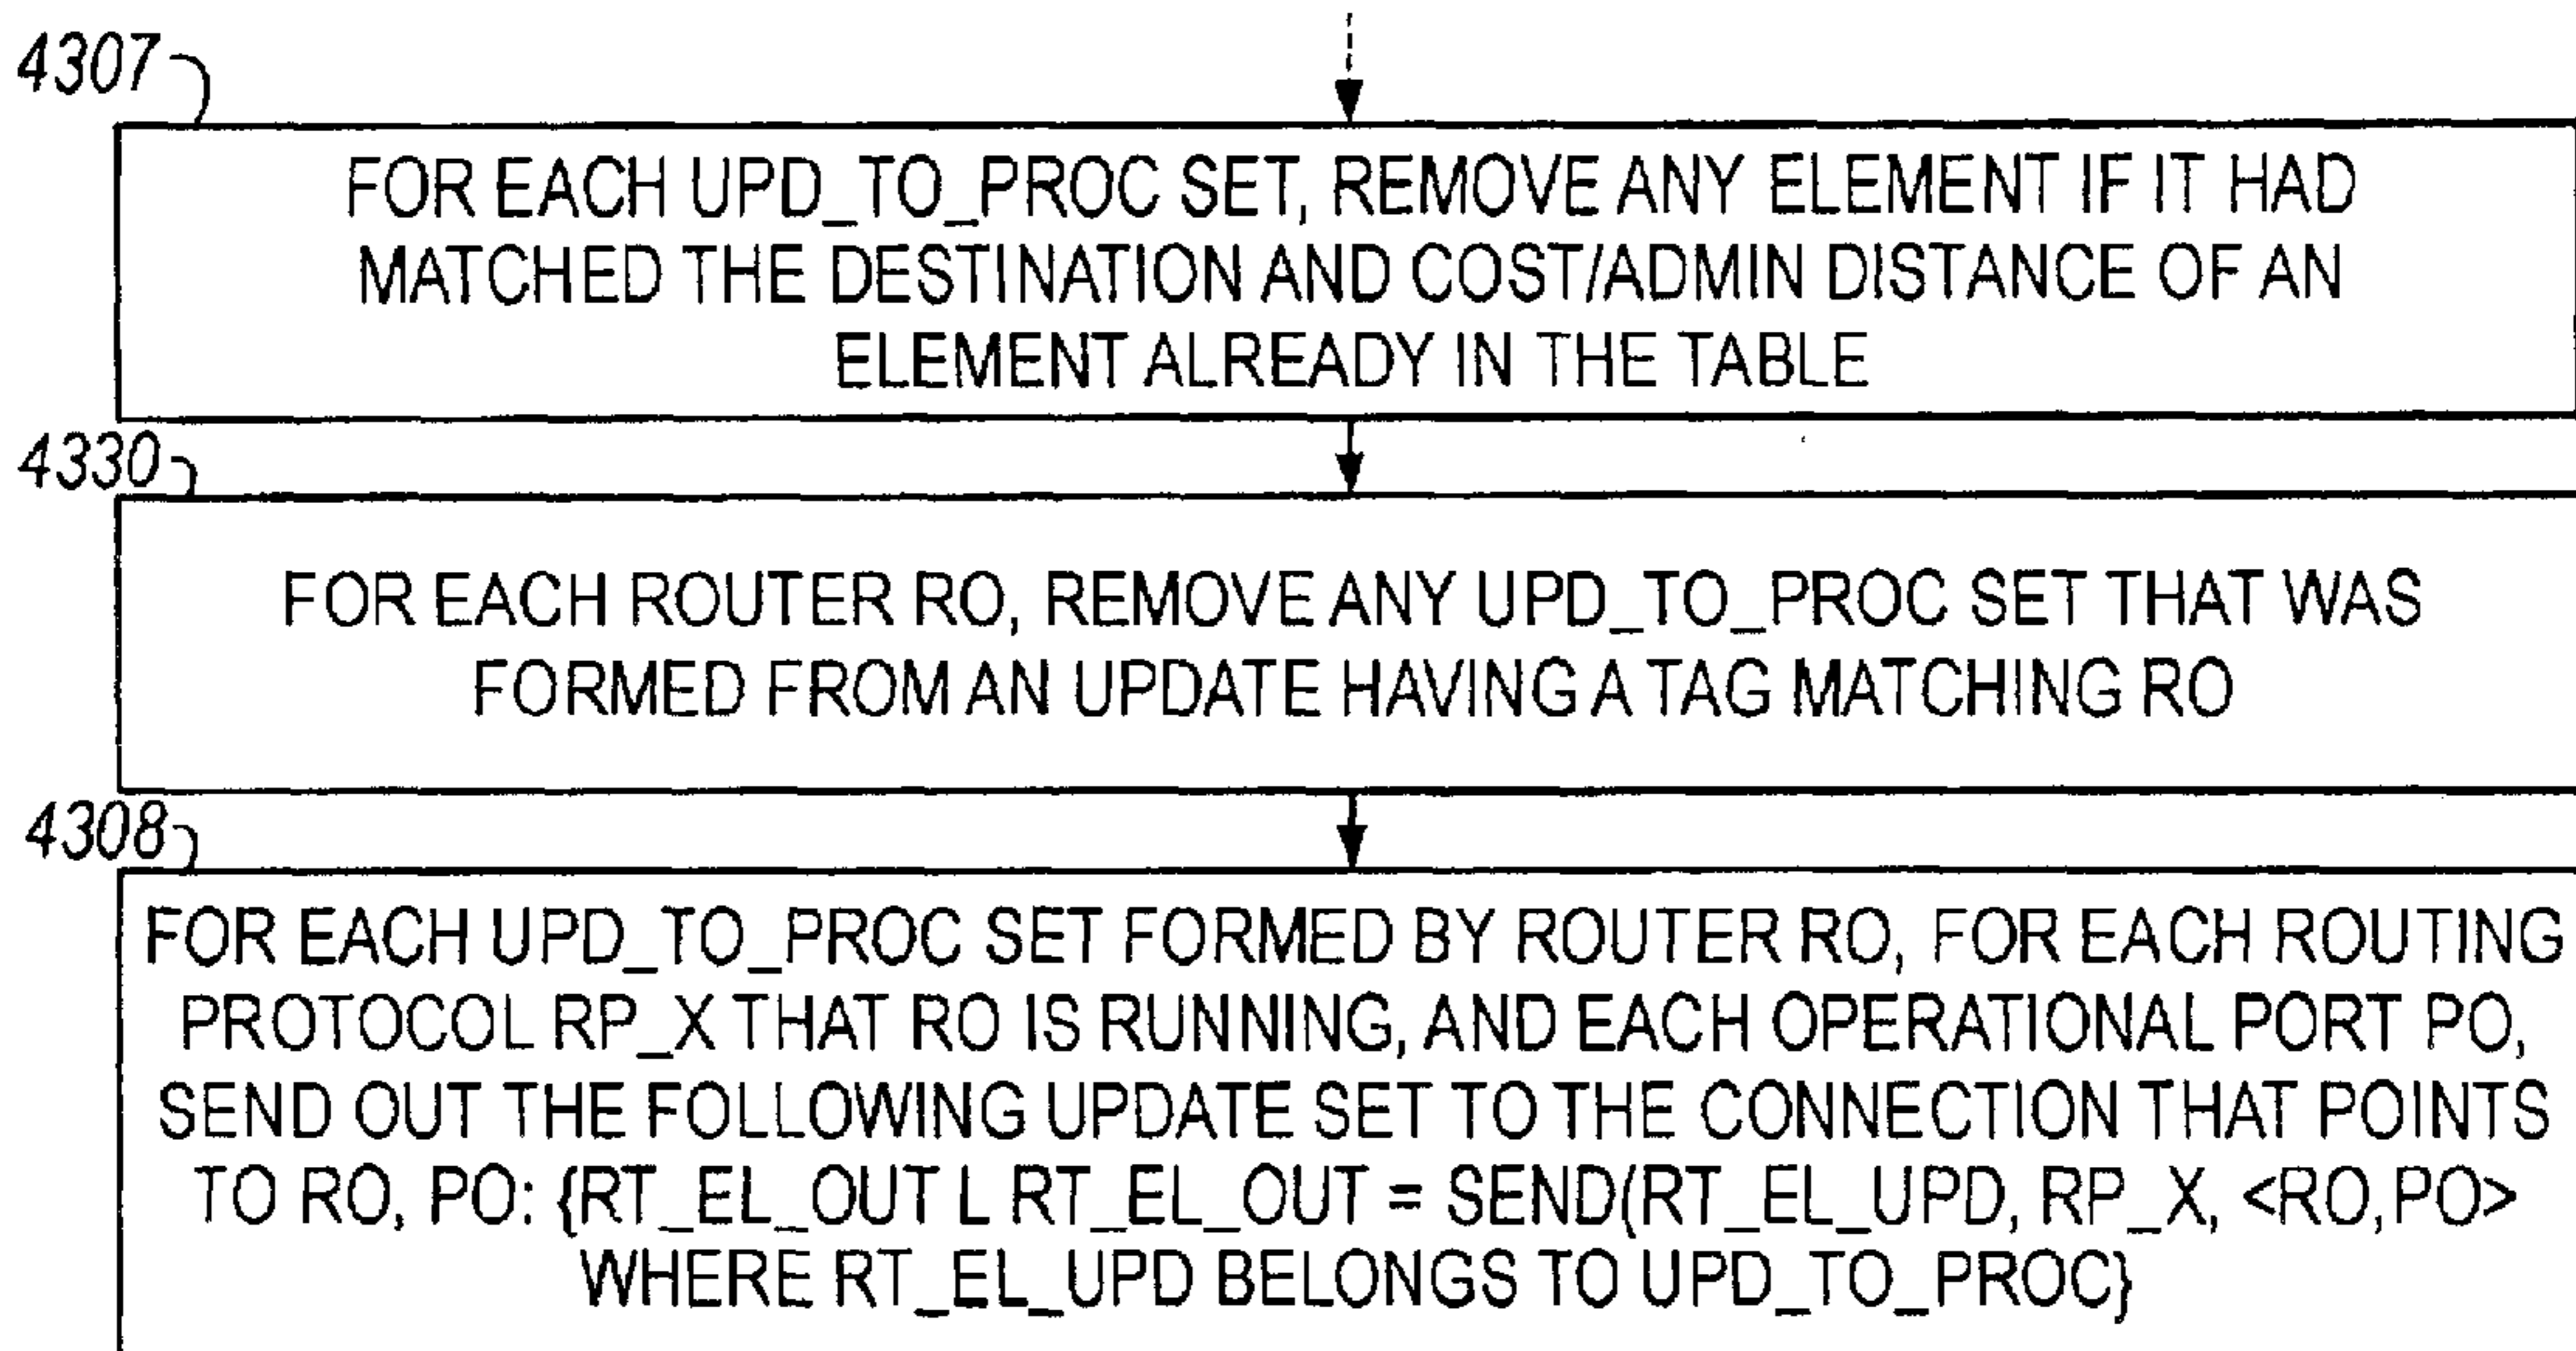 4307
FOR EACH UPD_TO_PROC SET, REMOVE ANY ELEMENT IF IT HAD
MATCHED THE DESTINATION AND COST/ADMIN DISTANCE OF AN
ELEMENT ALREADY IN THE TABLE
4330
FOR EACH ROUTER RO, REMOVE ANY UPD_TO_PROC SET THAT WAS
FORMED FROM AN UPDATE HAVING A TAG MATCHING RO
4308
FOR EACH UPD_TO_PROC SET FORMED BY ROUTER RO, FOR EACH ROUTING
PROTOCOL RP_X THAT RO IS RUNNING, AND EACH OPERATIONAL PORT PO,
SEND OUT THE FOLLOWING UPDATE SET TO THE CONNECTION THAT POINTS
TO RO, PO: {RT_EL_OUT L RT_EL_OUT = SEND(RT_EL_UPD, RP_X, <RO,PO>
WHERE RT_EL_UPD BELONGS TO UPD_TO_PROC}